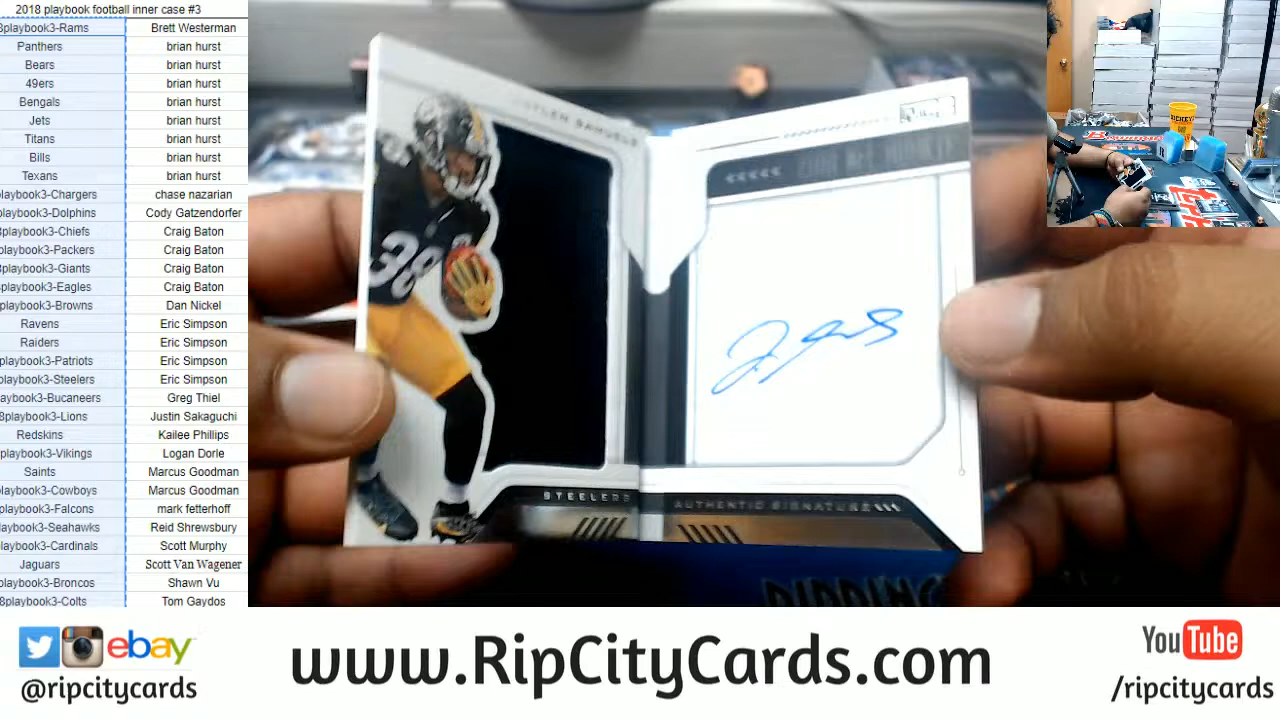 2018 playbook football inner case #3
3playbook3-Rams Brett Westerman
Panthers brian hurst
Bears brian hurst
49ers brian hurst
Bengals brian hurst
Jets brian hurst
Titans brian hurst
Bills brian hurst
Texans brian hurst
playbook3-Chargers chase nazarian
playbook3-Dolphins Cody Gatzendorfer
8playbook3-Chiefs Craig Baton
playbook3-Packers Craig Baton
8playbook3-Giants Craig Baton
playbook3-Eagles Craig Baton
playbook3-Browns Dan Nickel
Ravens Eric Simpson
Raiders Eric Simpson
playbook3-Patriots Eric Simpson
playbook3-Steelers Eric Simpson
laybook3-Bucaneers Greg Thiel
8playbook3-Lions Justin Sakaguchi
Redskins Kailee Phillips
playbook3-Vikings Logan Dorle
Saints Marcus Goodman
playbook3-Cowboys Marcus Goodman
playbook3-Falcons mark fetterhoff
laybook3-Seahawks Reid Shrewsbury
laybook3-Cardinals Scott Murphy
Jaguars Scott Van Wagener
playbook3-Broncos Shawn Vu
8playbook3-Colts Tom Gaydos
38
STEELERS
AUTHENTIC SIGNATURE
ebay
@ripcitycards
www.RipCityCards.com
YouTube
/ripcitycards